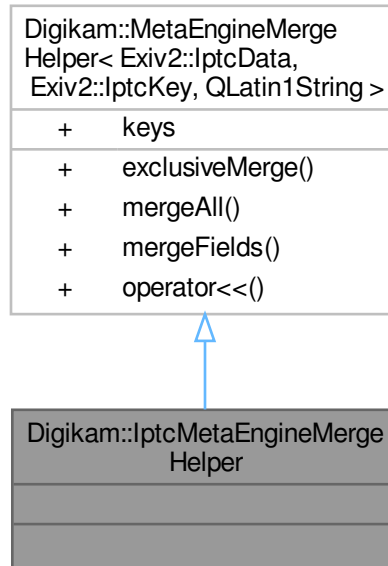 Digikam::MetaEngineMerge
Helper< Exiv2::IptcData,
Exiv2::IptcKey, QLatin1String >
+ keys
+ exclusiveMerge()
+ mergeAll()
+ mergeFields()
+ operator<<()
Digikam::IptcMetaEngineMerge
Helper